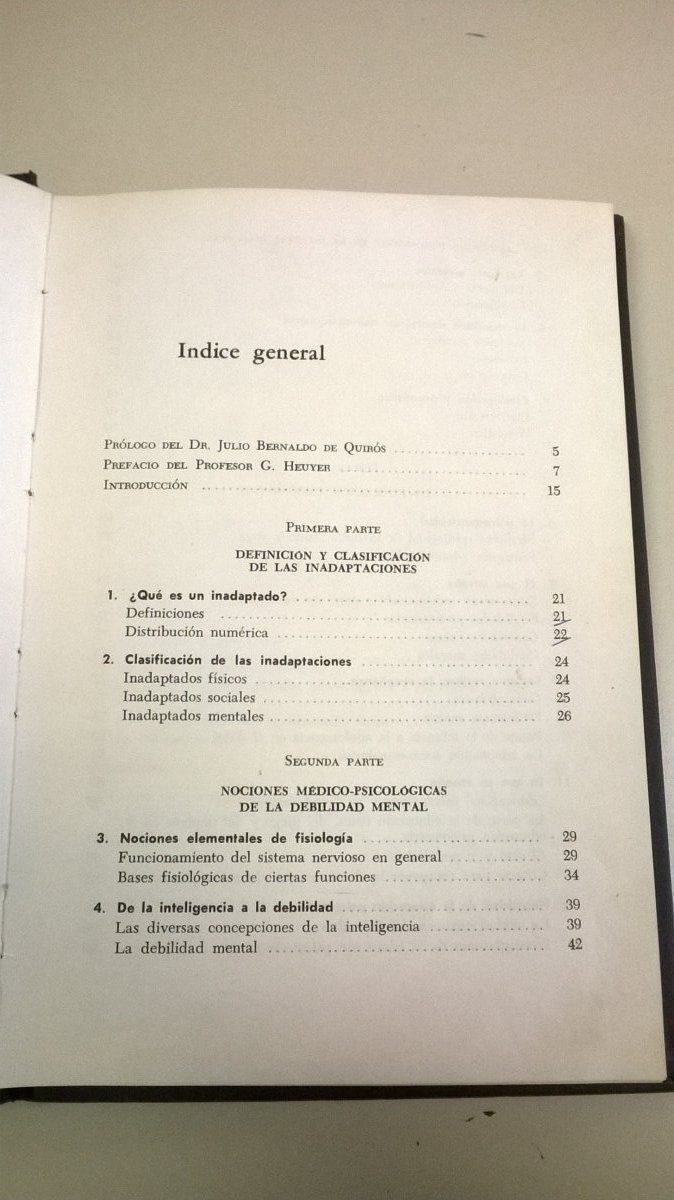 Indice general
Prólogo del Dr. Julio Bernaldo de Quirós 5
Prefacio del Profesor G. Heuyer 7
Introducción 15
Primera parte
DEFINICIÓN Y CLASIFICACIÓN
DE LAS INADAPTACIONES
1. ¿Qué es un inadaptado? 21
Definiciones 21
Distribución numérica 22
2. Clasificación de las inadaptaciones 24
Inadaptados físicos 24
Inadaptados sociales 25
Inadaptados mentales 26
Segunda parte
NOCIONES MÉDICO-PSICOLÓGICAS
DE LA DEBILIDAD MENTAL
3. Nociones elementales de fisiología 29
Funcionamiento del sistema nervioso en general 29
Bases fisiológicas de ciertas funciones 34
4. De la inteligencia a la debilidad 39
Las diversas concepciones de la inteligencia 39
La debilidad mental 42